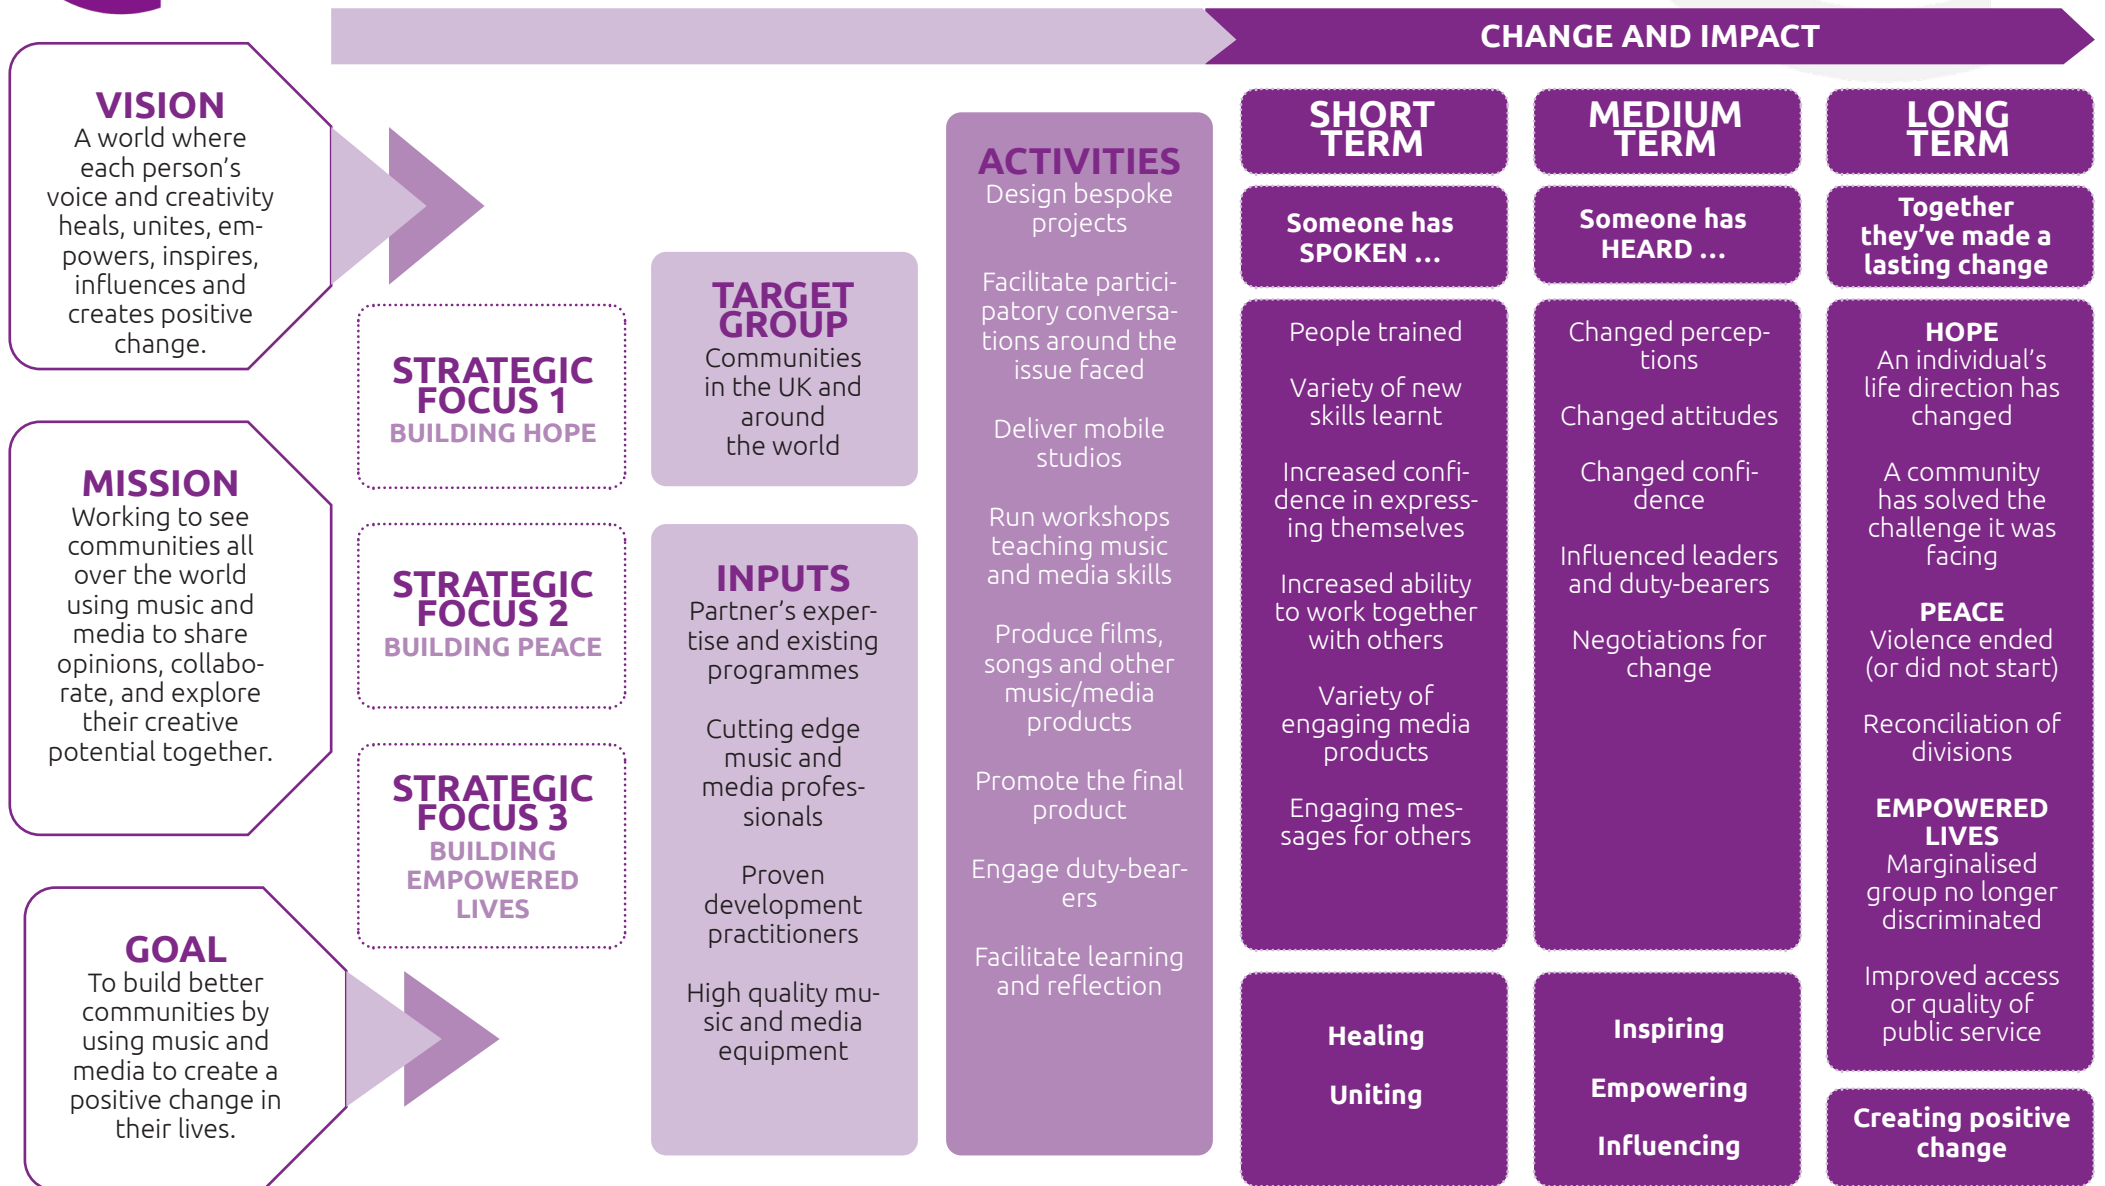 CHANGE AND IMPACT
VISION
A world where
each person’s
voice and creativity
heals, unites, em-
powers, inspires,
influences and
creates positive
change.
MISSION
Working to see
communities all
over the world
using music and
media to share
opinions, collabo-
rate, and explore
their creative
potential together.
GOAL
To build better
communities by
using music and
media to create a
positive change in
their lives.
STRATEGIC
FOCUS 1
BUILDING HOPE
STRATEGIC
FOCUS 2
BUILDING PEACE
STRATEGIC
FOCUS 3
BUILDING
EMPOWERED
LIVES
TARGET
GROUP
Communities
in the UK and
around
the world
INPUTS
Partner’s exper-
tise and existing
programmes
Cutting edge
music and
media profes-
sionals
Proven
development
practitioners
High quality mu-
sic and media
equipment
ACTIVITIES
Design bespoke
projects
Facilitate partici-
patory conversa-
tions around the
issue faced
Deliver mobile
studios
Run workshops
teaching music
and media skills
Produce films,
songs and other
music/media
products
Promote the final
product
Engage duty-bear-
ers
Facilitate learning
and reflection
SHORT
TERM
Someone has
SPOKEN ...
People trained
Variety of new
skills learnt
Increased confi-
dence in express-
ing themselves
Increased ability
to work together
with others
Variety of
engaging media
products
Engaging mes-
sages for others
Healing
Uniting
MEDIUM
TERM
Someone has
HEARD ...
Changed percep-
tions
Changed attitudes
Changed confi-
dence
Influenced leaders
and duty-bearers
Negotiations for
change
Inspiring
Empowering
Influencing
LONG
TERM
Together
they’ve made a
lasting change
HOPE
An individual’s
life direction has
changed
A community
has solved the
challenge it was
facing
PEACE
Violence ended
(or did not start)
Reconciliation of
divisions
EMPOWERED
LIVES
Marginalised
group no longer
discriminated
Improved access
or quality of
public service
Creating positive
change